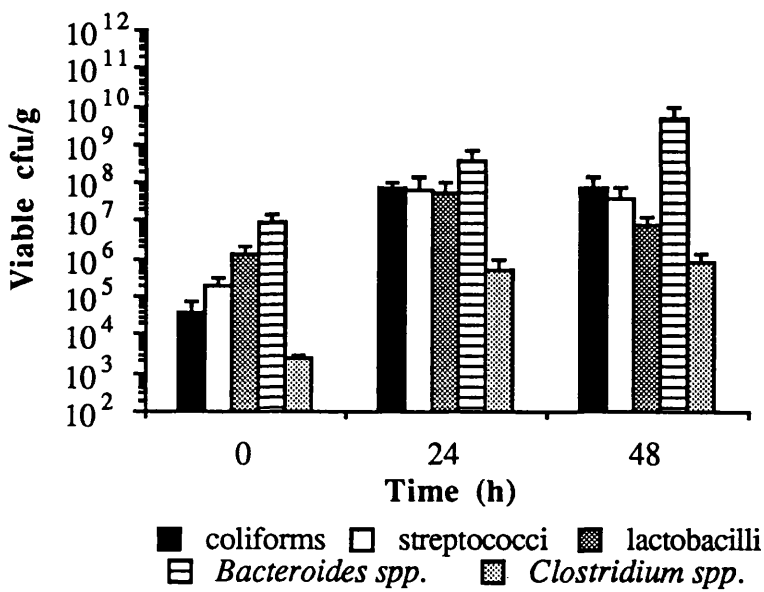 Viable cfu/g
10^12
10^11
10^10
10^9
10^8
10^7
10^6
10^5
10^4
10^3
10^2
0 24 48
Time (h)
coliforms streptococci lactobacilli
Bacteroides spp. Clostridium spp.